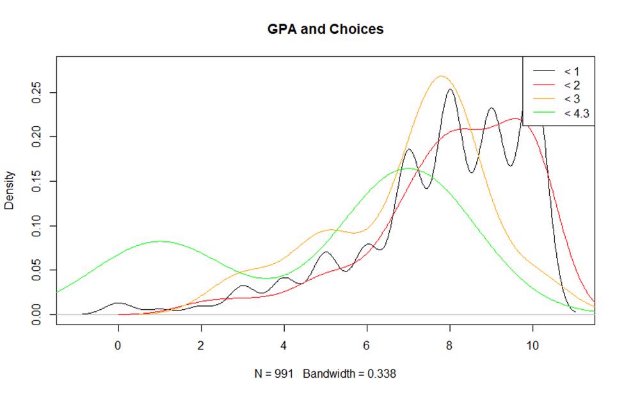 GPA and Choices
< 1
< 2
< 3
< 4.3
Density
0.25
0.20
0.15
0.10
0.05
0.00
0 2 4 6 8 10
N = 991 Bandwidth = 0.338